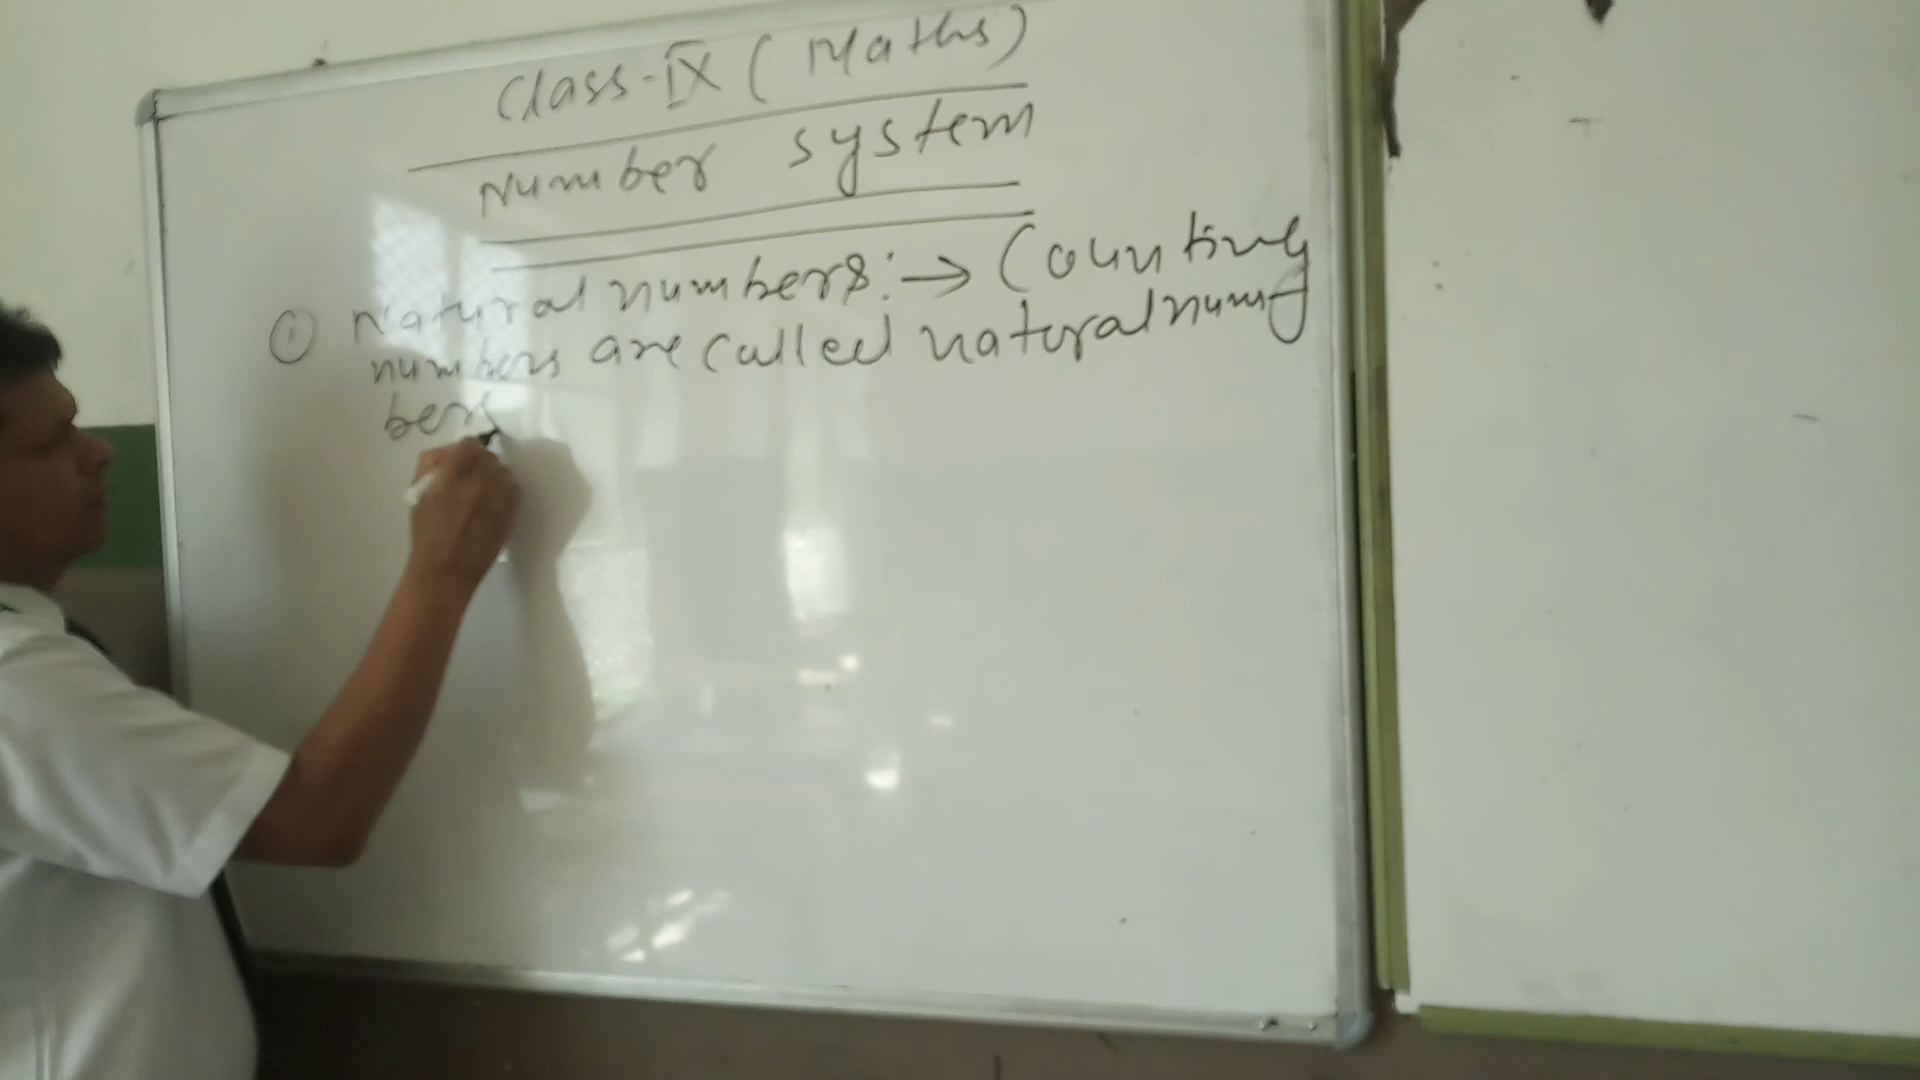 Class-IX (Maths)
Number system
① Natural numbers:→ Counting
numbers are called natural num-
bers